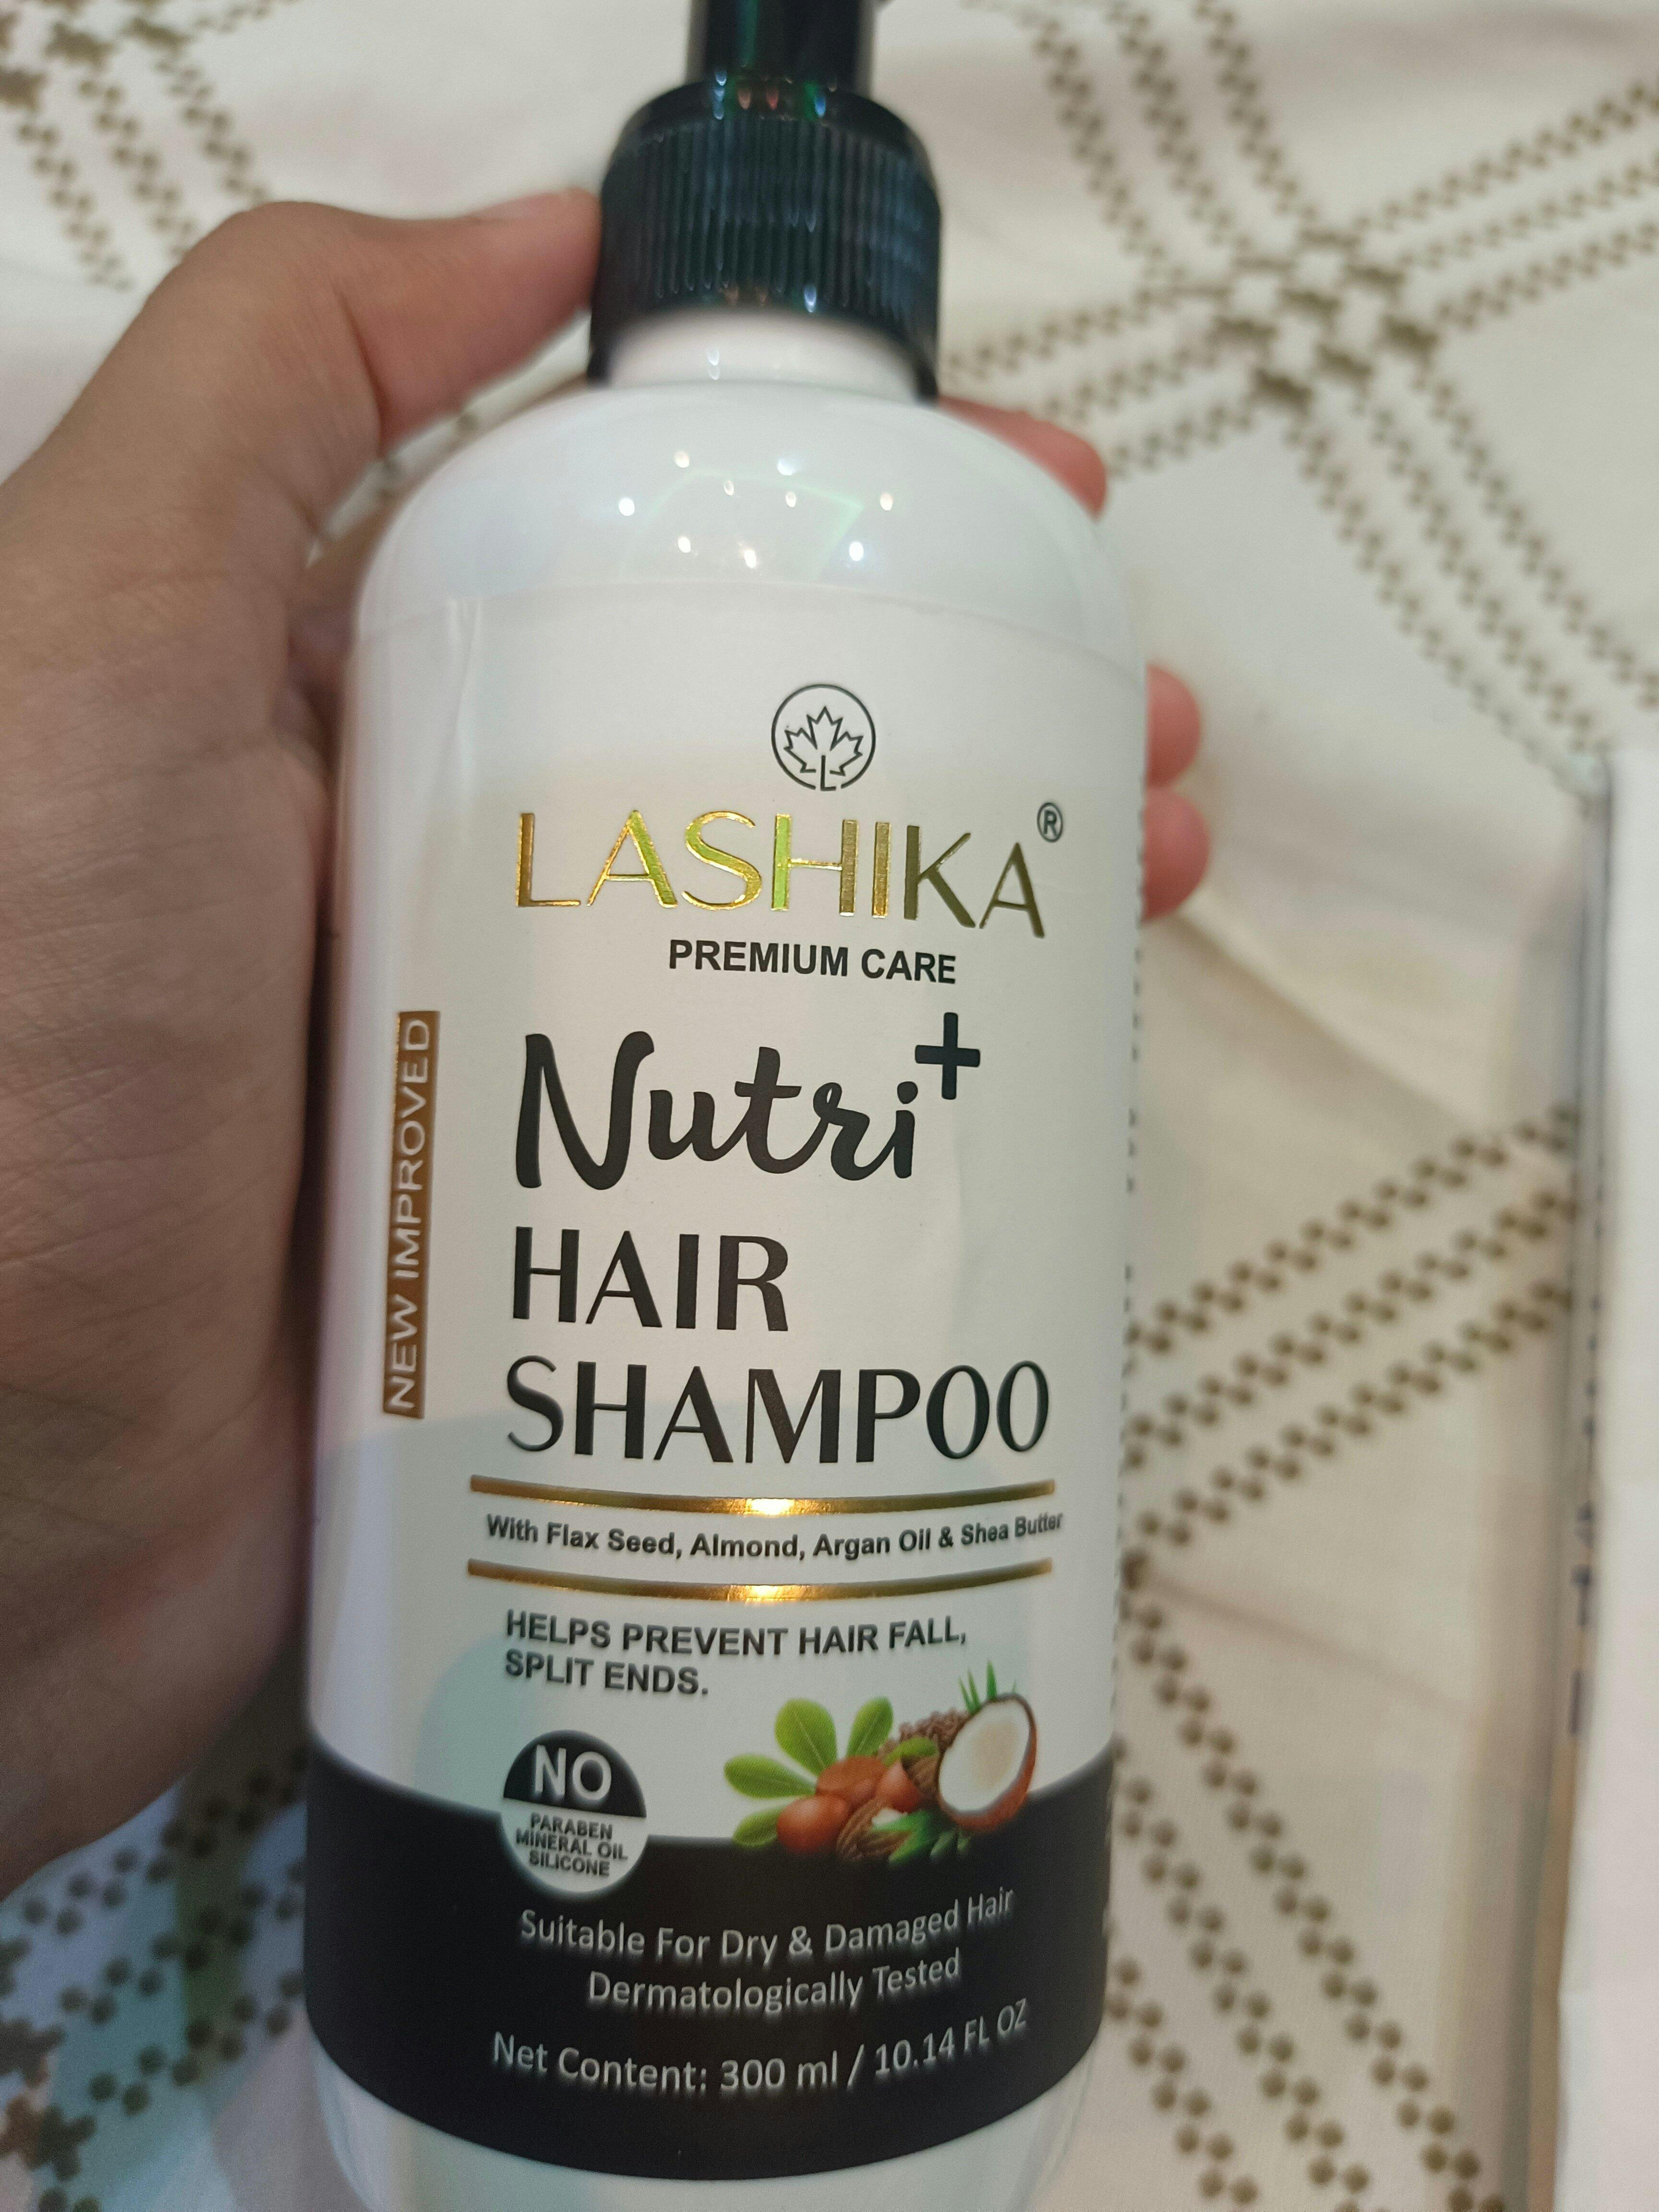 LASHIKA®
PREMIUM CARE
NEW IMPROVED
Nutri+
HAIR
SHAMPOO
With Flax Seed, Almond, Argan Oil & Shea Butter
HELPS PREVENT HAIR FALL,
SPLIT ENDS.
NO
PARABEN
MINERAL OIL
SILICONE
Suitable For Dry & Damaged Hair
Dermatologically Tested
Net Content: 300 ml / 10.14 FL OZ